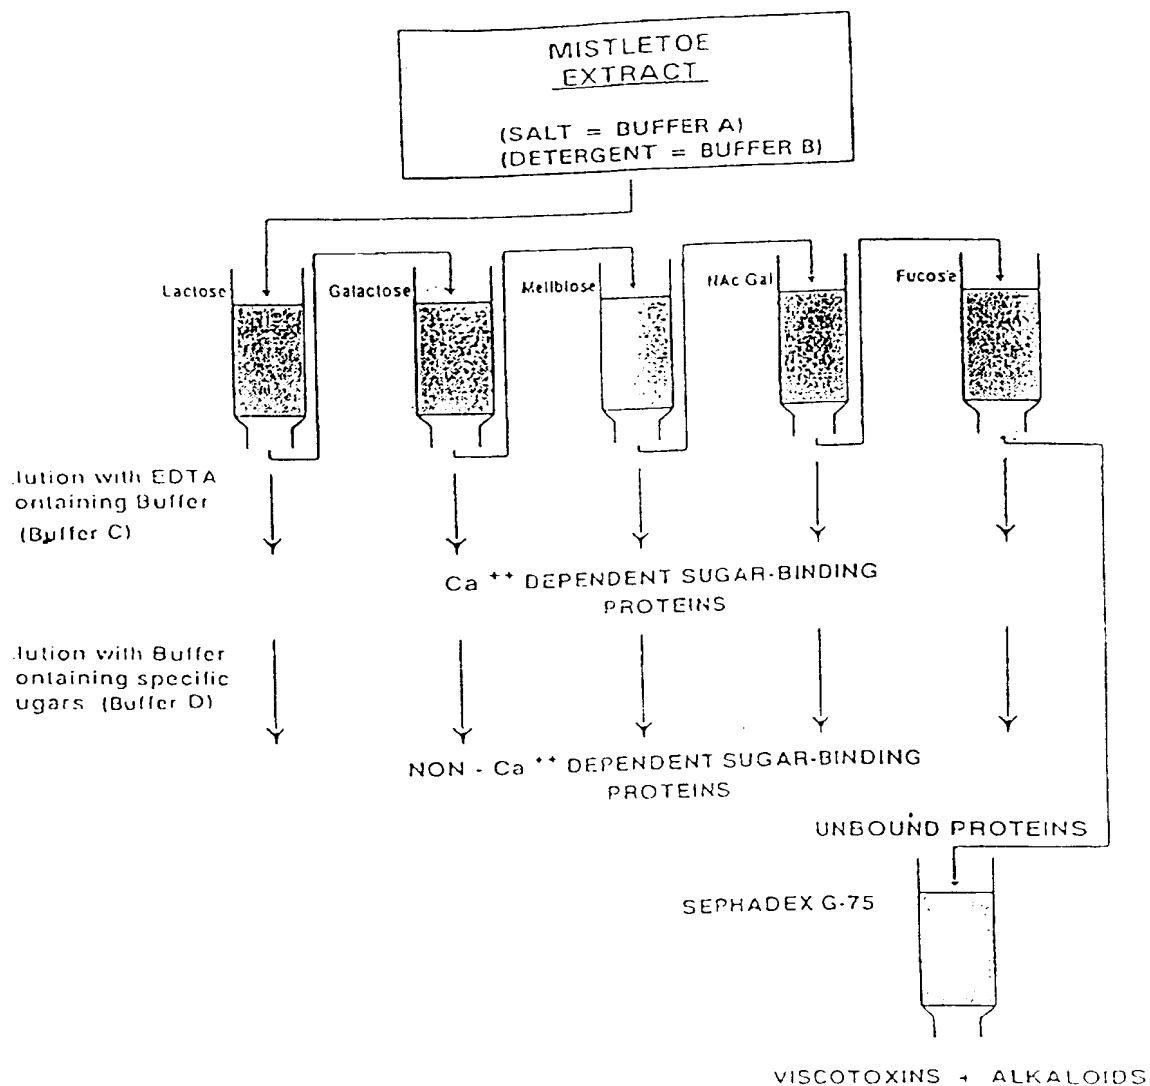 MISTLETOE
EXTRACT
(SALT = BUFFER A)
(DETERGENT = BUFFER B)
Lactose
Galactose
Melibiose
NAc Gal
Fucose
lution with EDTA
ontaining Buffer
(Buffer C)
Ca ++ DEPENDENT SUGAR-BINDING
PROTEINS
lution with Buffer
ontaining specific
ugars (Buffer D)
NON - Ca ++ DEPENDENT SUGAR-BINDING
PROTEINS
UNBOUND PROTEINS
SEPHADEX G-75
VISCOTOXINS + ALKALOIDS